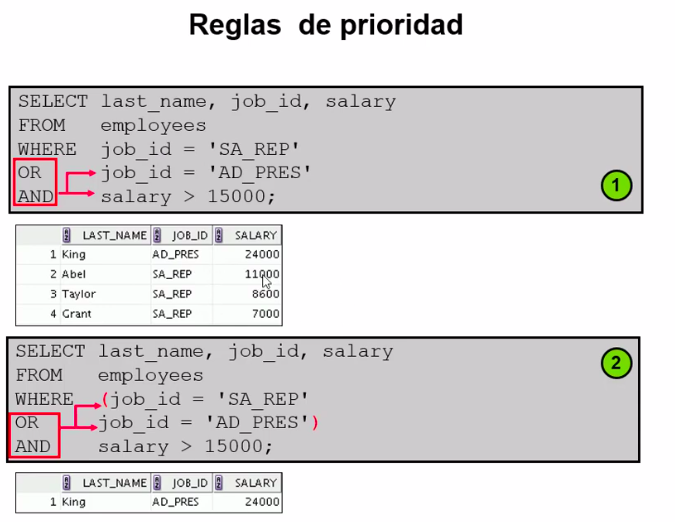 Reglas de prioridad
SELECT last_name, job_id, salary
FROM employees
WHERE job_id = 'SA_REP'
OR job_id = 'AD_PRES'
AND salary > 15000;
1
LAST_NAME JOB_ID SALARY
1 King AD_PRES 24000
2 Abel SA_REP 11000
3 Taylor SA_REP 8600
4 Grant SA_REP 7000
SELECT last_name, job_id, salary
FROM employees
WHERE (job_id = 'SA_REP'
OR job_id = 'AD_PRES')
AND salary > 15000;
2
LAST_NAME JOB_ID SALARY
1 King AD_PRES 24000